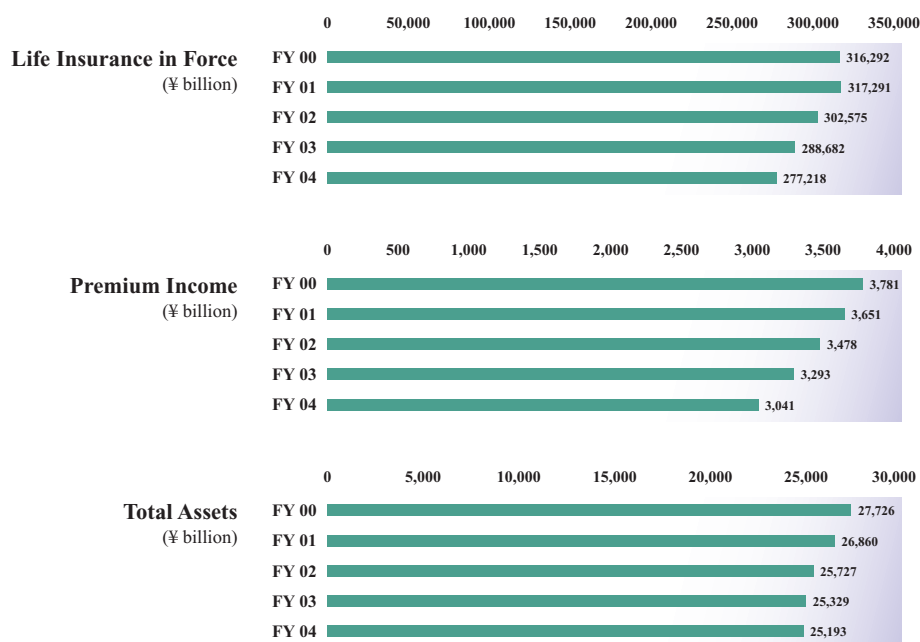 0 50,000 100,000 150,000 200,000 250,000 300,000 350,000
Life Insurance in Force
(¥ billion)
FY 00 316,292
FY 01 317,291
FY 02 302,575
FY 03 288,682
FY 04 277,218
0 500 1,000 1,500 2,000 2,500 3,000 3,500 4,000
Premium Income
(¥ billion)
FY 00 3,781
FY 01 3,651
FY 02 3,478
FY 03 3,293
FY 04 3,041
0 5,000 10,000 15,000 20,000 25,000 30,000
Total Assets
(¥ billion)
FY 00 27,726
FY 01 26,860
FY 02 25,727
FY 03 25,329
FY 04 25,193